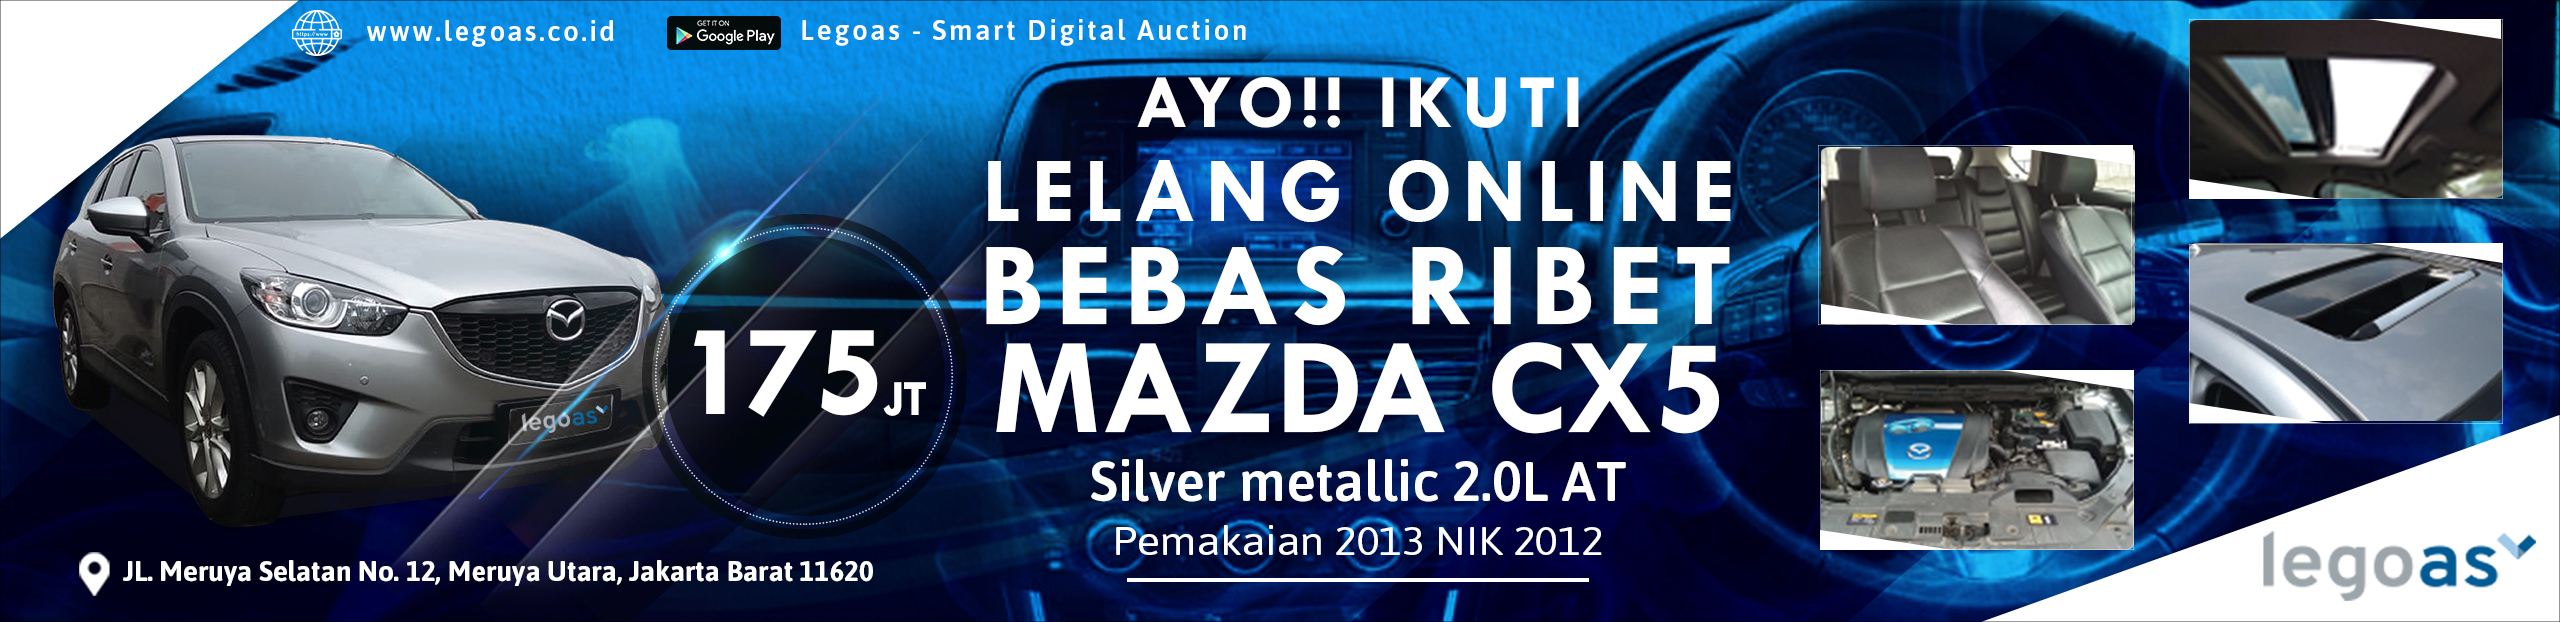 www.legoas.co.id
GET IT ON
Google Play
Legoas - Smart Digital Auction
AYO!! IKUTI
LELANG ONLINE
BEBAS RIBET
MAZDA CX5
Silver metallic 2.0L AT
Pemakaian 2013 NIK 2012
175 JT
legoas
JL. Meruya Selatan No. 12, Meruya Utara, Jakarta Barat 11620
legoas